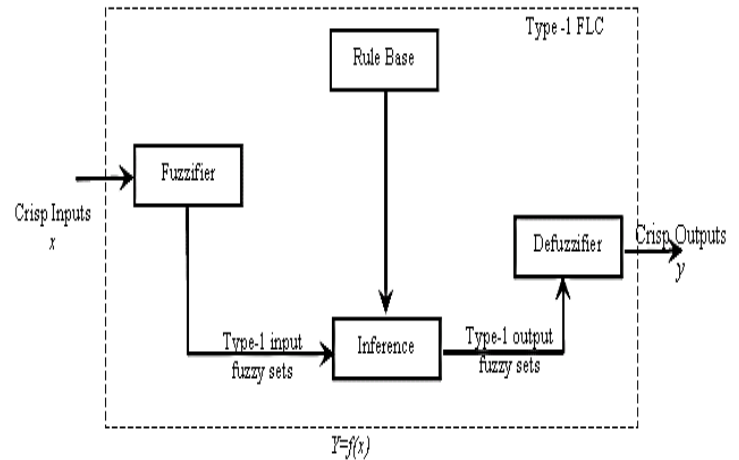 Type -1 FLC
Rule Base
Fuzzifier
Crisp Inputs
x
Defuzzifier
Crisp Outputs
y
Type-1 input
fuzzy sets
Inference
Type-1 output
fuzzy sets
Y=f(x)